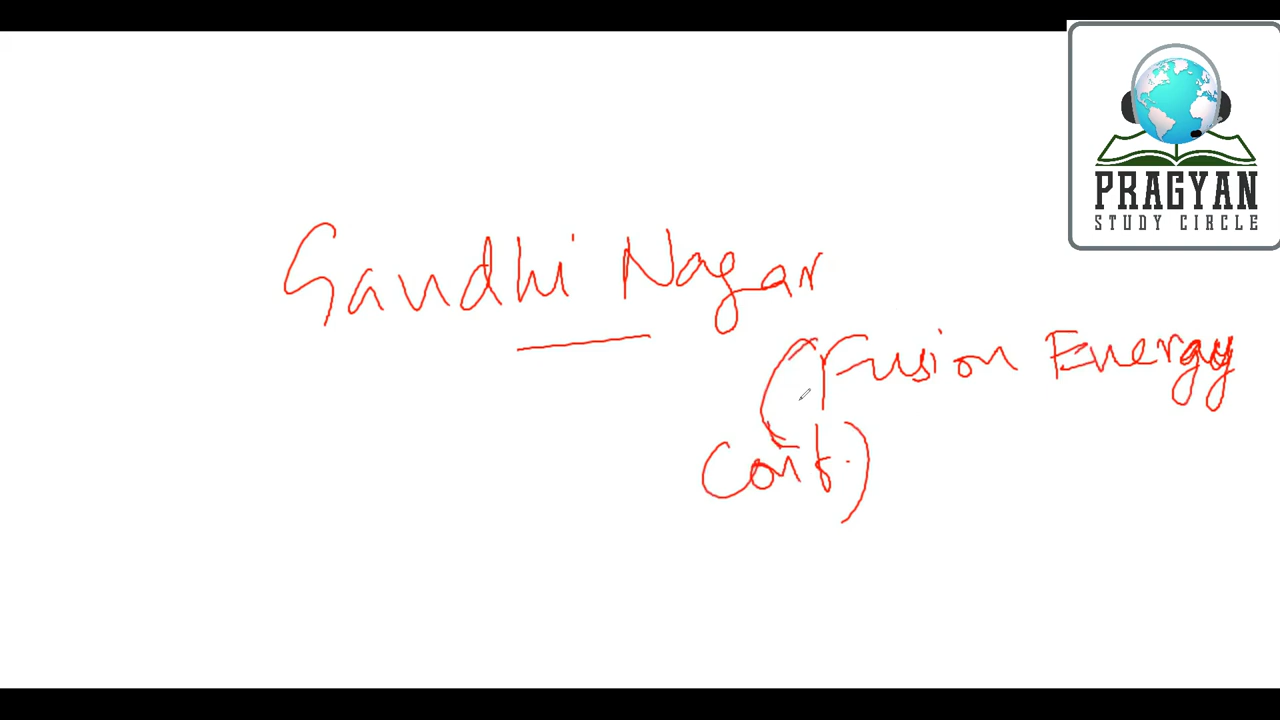 PRAGYAN
STUDY CIRCLE
Gandhi Nagar
(Fusion Energy
Conf.)